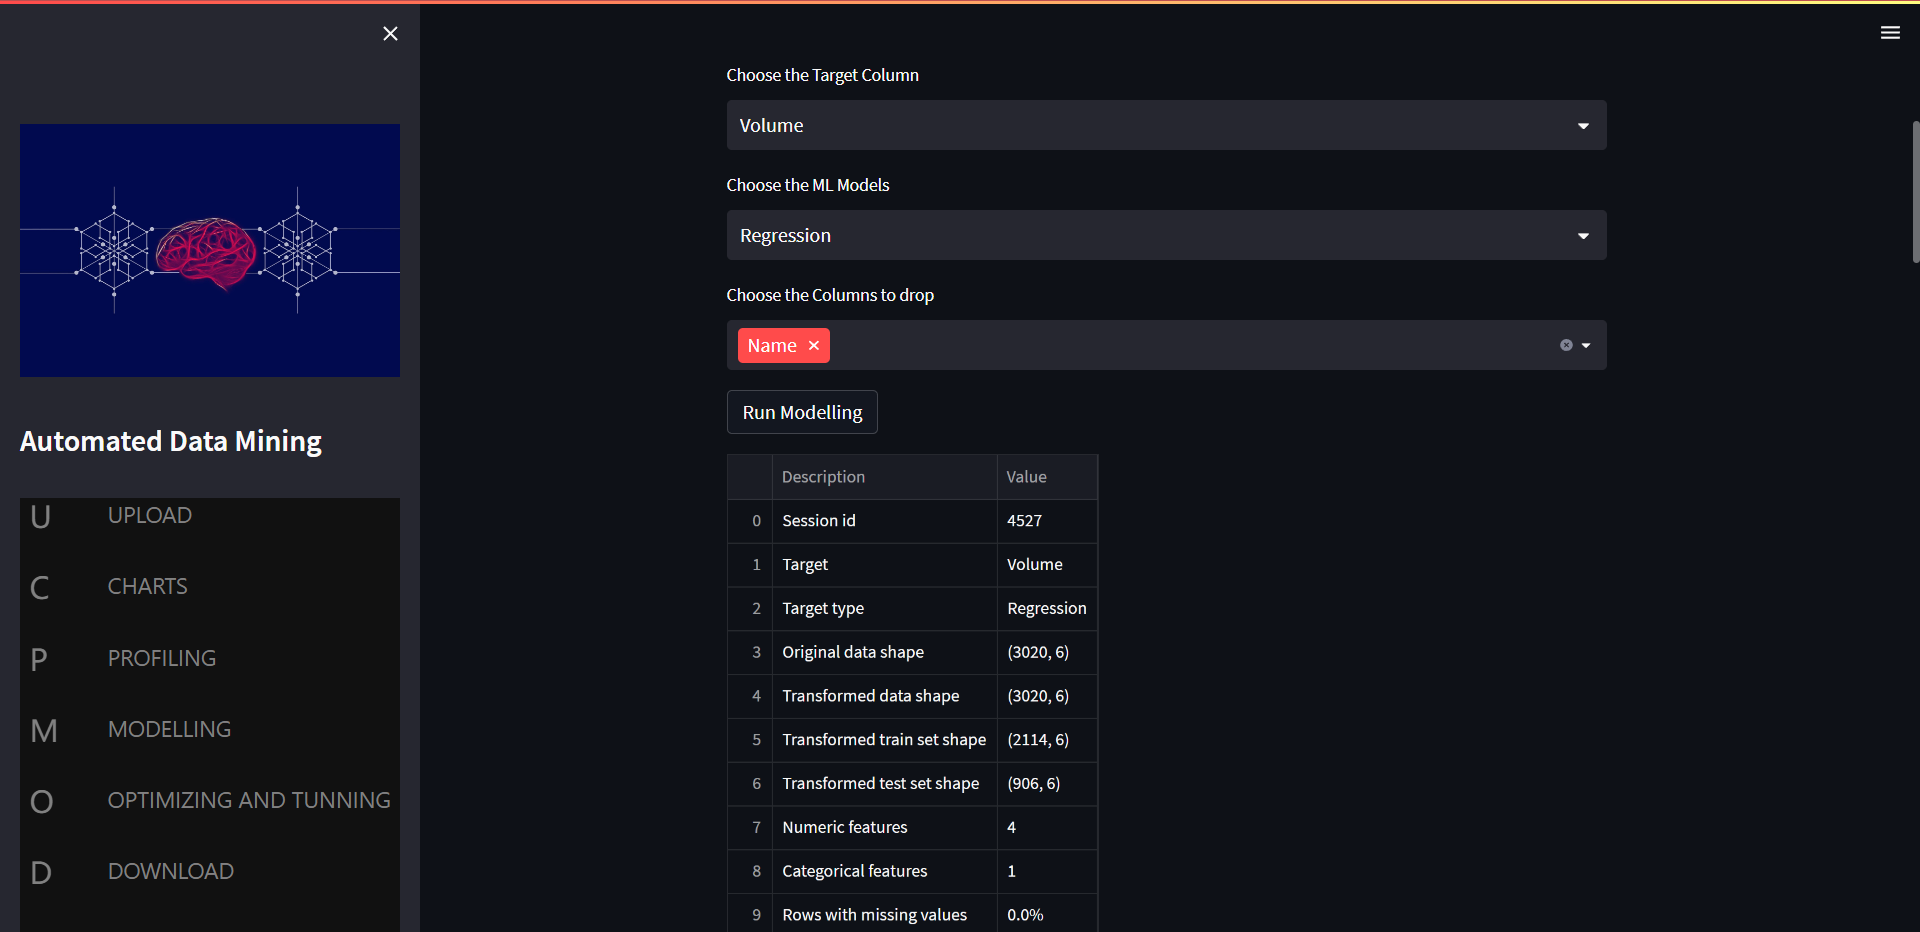 Automated Data Mining
U UPLOAD
C CHARTS
P PROFILING
M MODELLING
O OPTIMIZING AND TUNNING
D DOWNLOAD
Choose the Target Column
Volume
Choose the ML Models
Regression
Choose the Columns to drop
Name
Run Modelling
Description Value
0 Session id 4527
1 Target Volume
2 Target type Regression
3 Original data shape (3020, 6)
4 Transformed data shape (3020, 6)
5 Transformed train set shape (2114, 6)
6 Transformed test set shape (906, 6)
7 Numeric features 4
8 Categorical features 1
9 Rows with missing values 0.0%